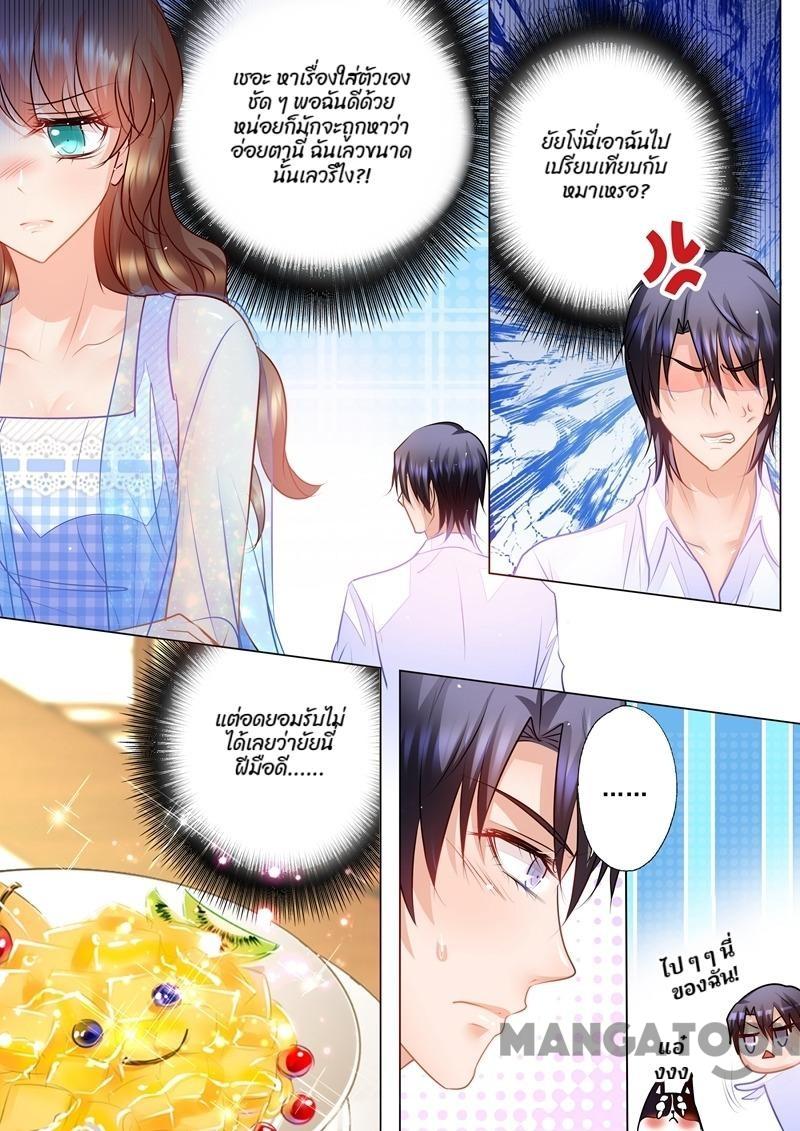 เชอะ หาเรื่องใส่ตัวเอง
ชัด ๆ พอฉันดีด้วย
หน่อยก็มักจะถูกหาว่า
อ่อยตานี่ ฉันเลวขนาด
นั้นเลวรึไง?!
ยัยโง่นี่เอาฉันไป
เปรียบเทียบกับ
หมาเหรอ?
แต่อดยอมรับไม่
ได้เลยว่ายัยนี่
ฝีมือดี......
......
ไป ๆ ๆ นี่
ของฉัน!
แอ๋
งงง
MANGATOON